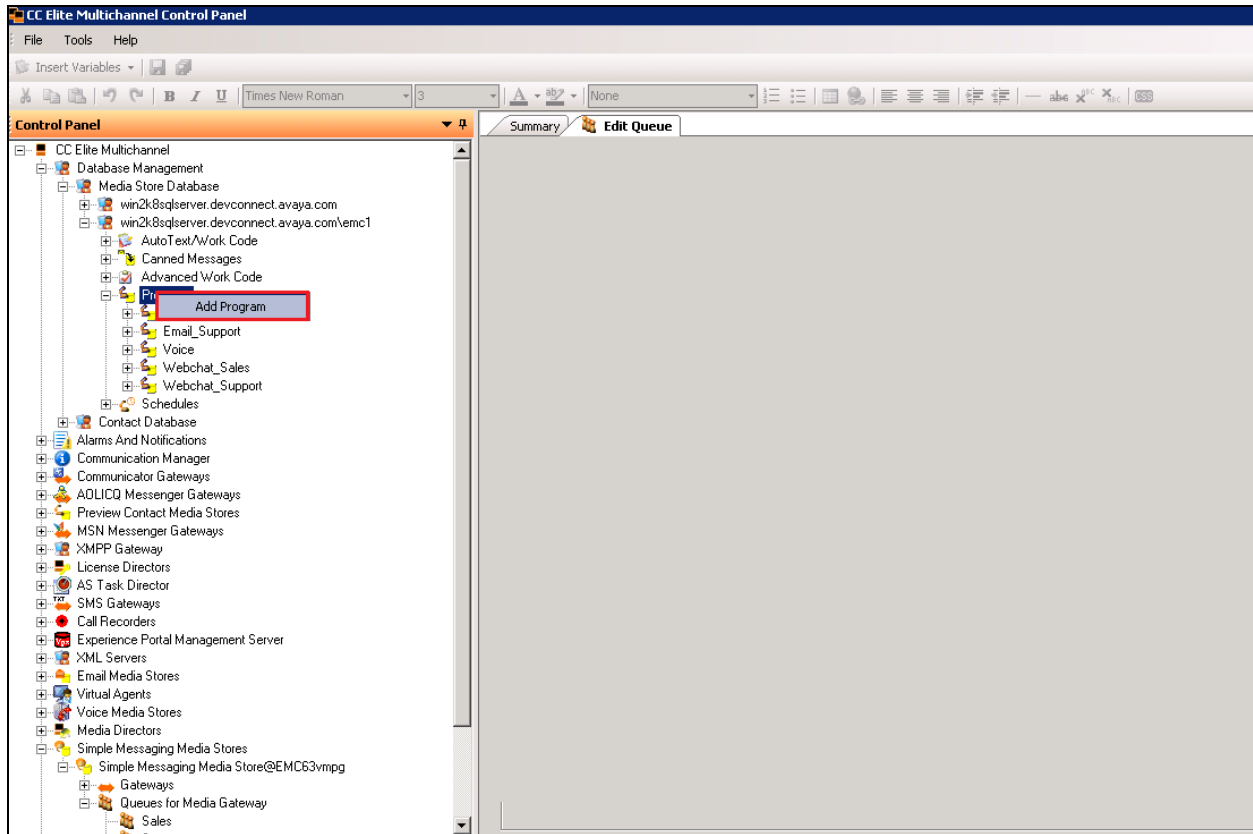 CC Elite Multichannel Control Panel
File Tools Help
Insert Variables
B I U Times New Roman 3 A aby None abc ABC ABC CSS
Control Panel
Summary Edit Queue
CC Elite Multichannel
Database Management
Media Store Database
win2k8sqlserver.devconnect.avaya.com
win2k8sqlserver.devconnect.avaya.com\emc1
AutoText/Work Code
Canned Messages
Advanced Work Code
Add Program
Email_Support
Voice
Webchat_Sales
Webchat_Support
Schedules
Contact Database
Alarms And Notifications
Communication Manager
Communicator Gateways
AOLICQ Messenger Gateways
Preview Contact Media Stores
MSN Messenger Gateways
XMPP Gateway
License Directors
AS Task Director
SMS Gateways
Call Recorders
Experience Portal Management Server
XML Servers
Email Media Stores
Virtual Agents
Voice Media Stores
Media Directors
Simple Messaging Media Stores
Simple Messaging Media Store@EMC63vmpg
Gateways
Queues for Media Gateway
Sales